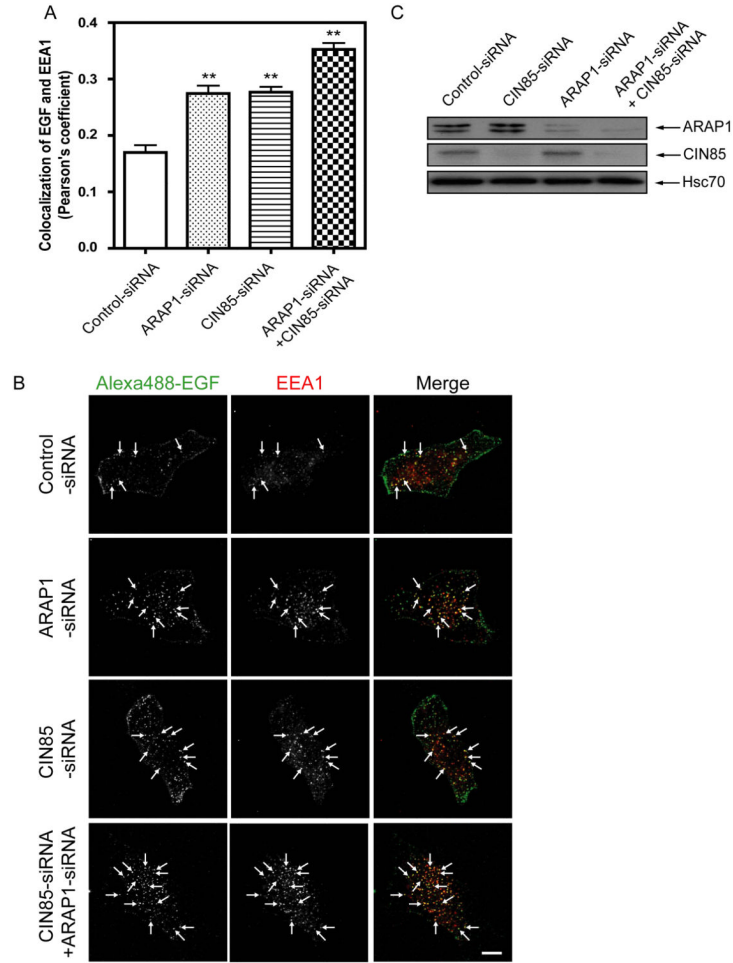 A
Colocalization of EGF and EEA1
(Pearson's coefficient)
0.4
0.3
0.2
0.1
0.0
**
**
**
Control-siRNA
ARAP1-siRNA
CIN85-siRNA
ARAP1-siRNA
+CIN85-siRNA
C
Control-siRNA
CIN85-siRNA
ARAP1-siRNA
ARAP1-siRNA
+ CIN85-siRNA
ARAP1
CIN85
Hsc70
B
Alexa488-EGF
EEA1
Merge
Control
-siRNA
ARAP1
-siRNA
CIN85
-siRNA
CIN85-siRNA
+ARAP1-siRNA